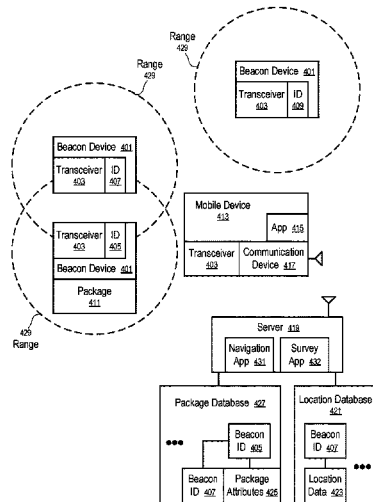 Range
429
Range
429
Beacon Device 401
Transceiver
403
ID
409
Beacon Device 401
Transceiver
403
ID
407
Transceiver
403
ID
405
Beacon Device
401
Package
411
429
Range
Mobile Device
413
App 415
Transceiver
403
Communication
Device 417
Server 419
Navigation
App 431
Survey
App 432
Package Database 427
Beacon
ID 405
Beacon
ID 407
Package
Attributes 425
Location Database
421
Beacon
ID 407
Location
Data 423